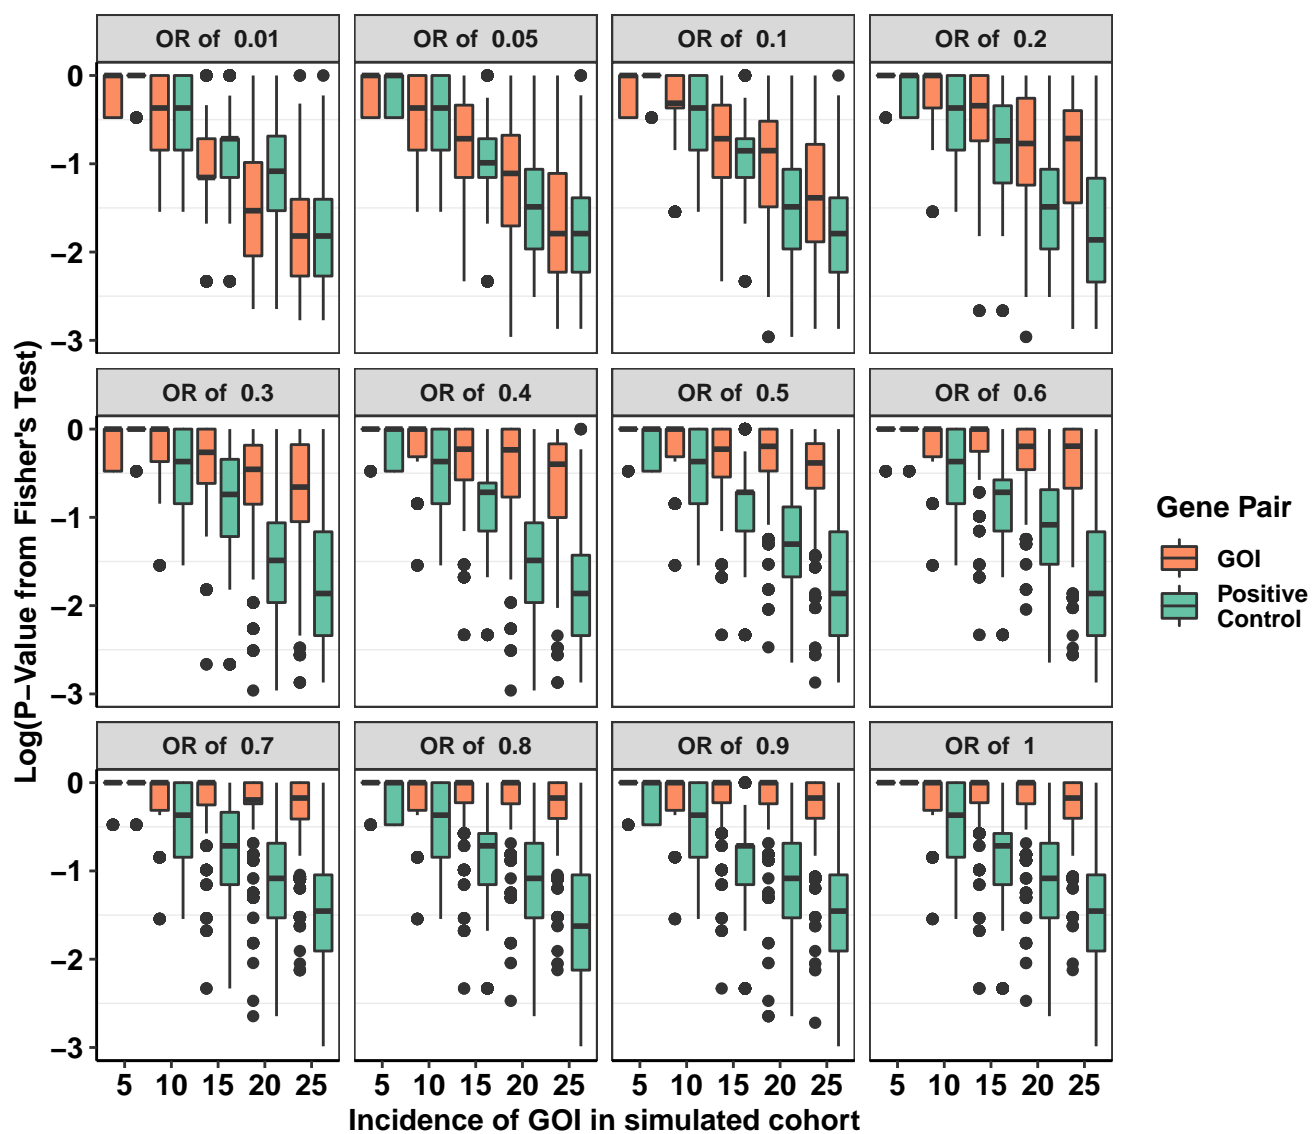 OR of 0.01
OR of 0.05
OR of 0.1
OR of 0.2
0
−1
−2
−3
OR of 0.3
OR of 0.4
OR of 0.5
OR of 0.6
0
−1
−2
−3
OR of 0.7
OR of 0.8
OR of 0.9
OR of 1
0
−1
−2
−3
5 10 15 20 25
5 10 15 20 25
5 10 15 20 25
5 10 15 20 25
Log(P−Value from Fisher's Test)
Incidence of GOI in simulated cohort
Gene Pair
GOI
Positive
Control